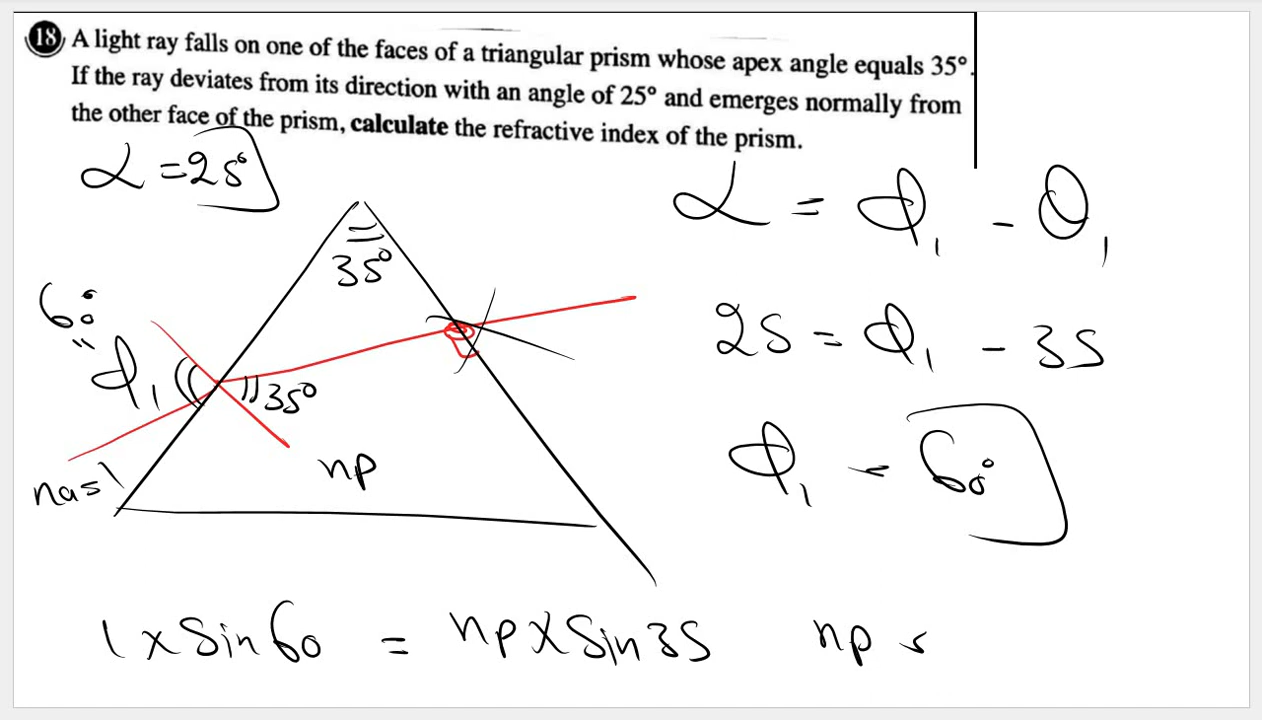 18 A light ray falls on one of the faces of a triangular prism whose apex angle equals 35°.
If the ray deviates from its direction with an angle of 25° and emerges normally from
the other face of the prism, calculate the refractive index of the prism.
α = 25°
α = ϕ₁ - θ₁
35°
60°
"
ϕ₁
35°
25 = ϕ₁ - 35
nas1
np
ϕ₁ = 60°
1 x Sin 60 = np x Sin 35
np =